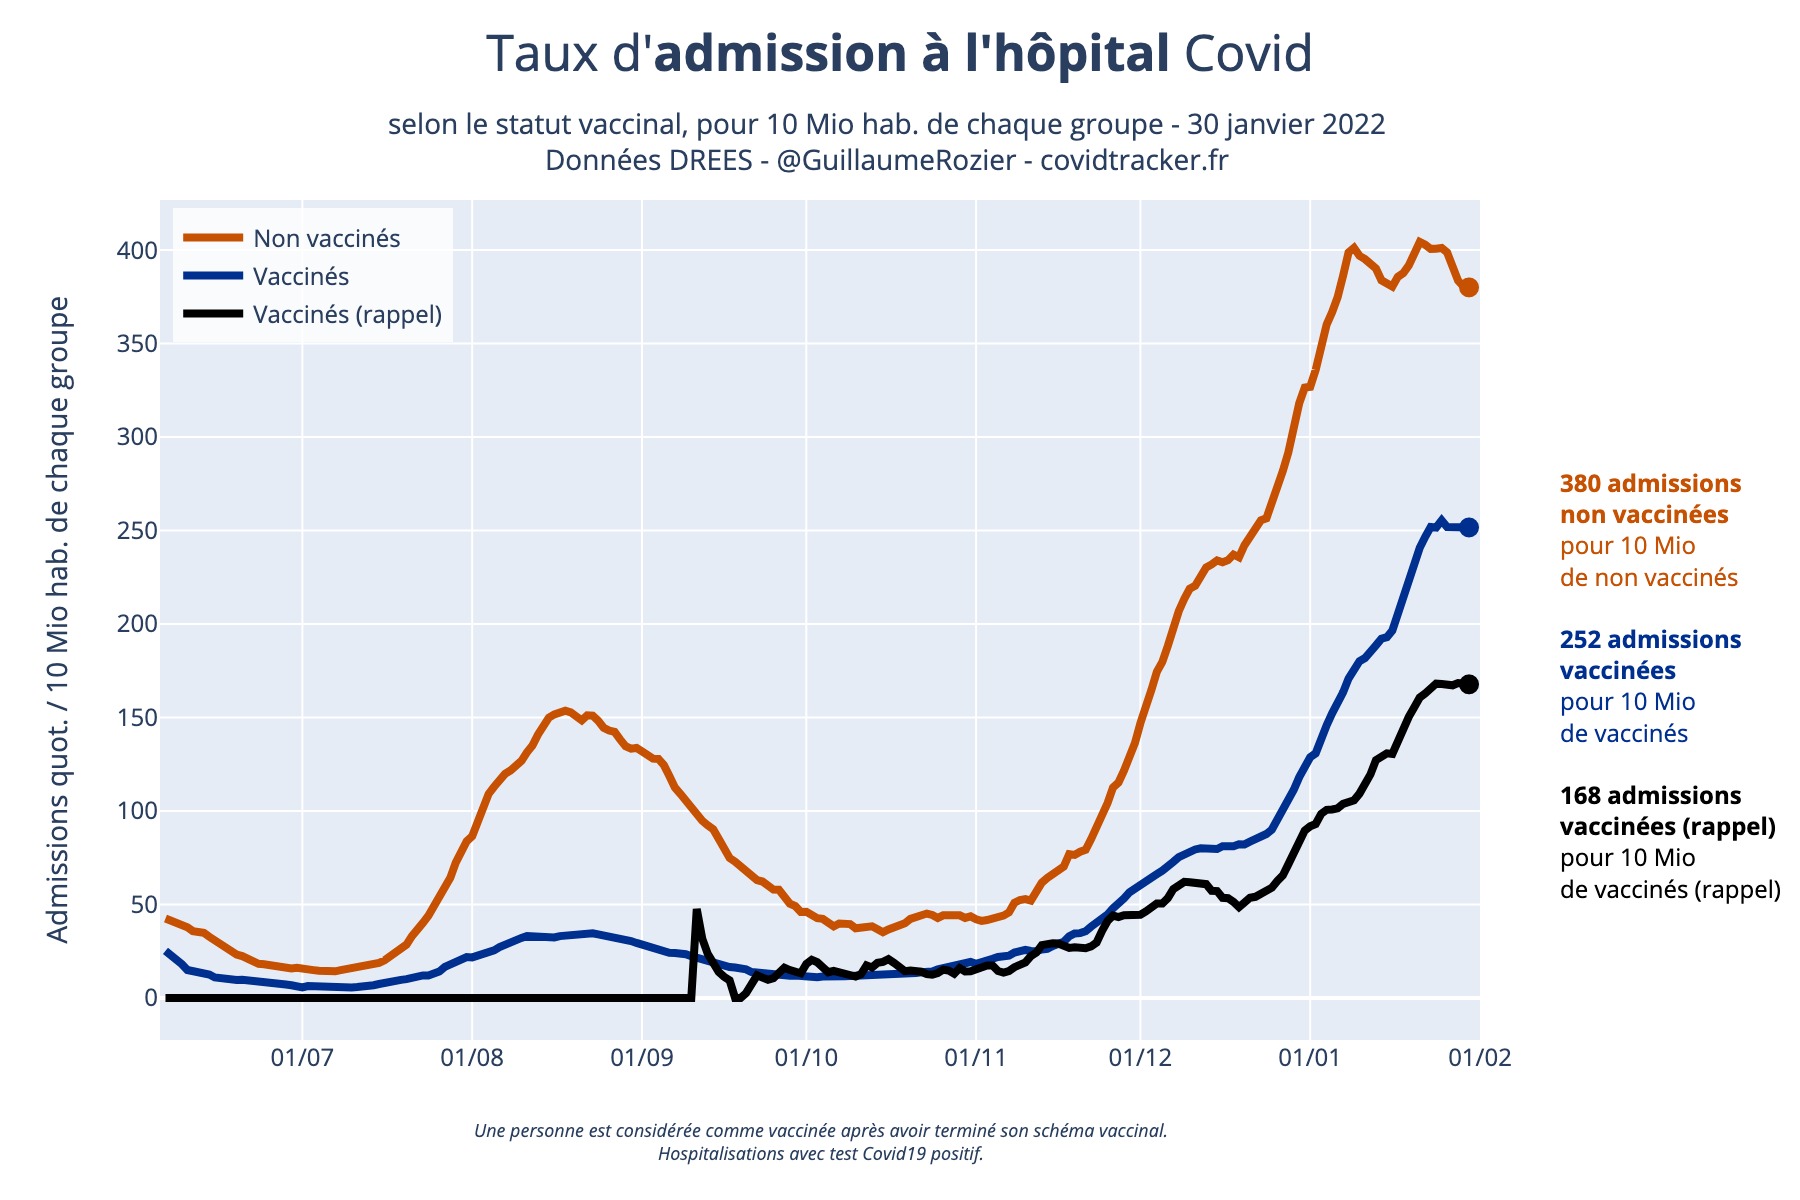 Taux d'admission à l'hôpital Covid
selon le statut vaccinal, pour 10 Mio hab. de chaque groupe - 30 janvier 2022
Données DREES - @GuillaumeRozier - covidtracker.fr
Admissions quot. / 10 Mio hab. de chaque groupe
Non vaccinés
Vaccinés
Vaccinés (rappel)
400
350
300
250
200
150
100
50
0
01/07
01/08
01/09
01/10
01/11
01/12
01/01
01/02
380 admissions
non vaccinées
pour 10 Mio
de non vaccinés
252 admissions
vaccinées
pour 10 Mio
de vaccinés
168 admissions
vaccinées (rappel)
pour 10 Mio
de vaccinés (rappel)
Une personne est considérée comme vaccinée après avoir terminé son schéma vaccinal.
Hospitalisations avec test Covid19 positif.